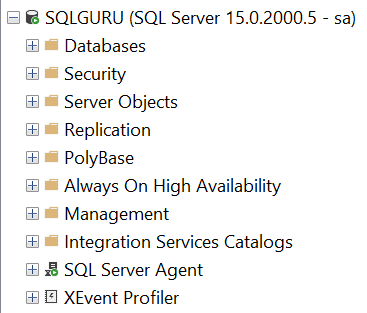 SQLGURU (SQL Server 15.0.2000.5 - sa)
Databases
Security
Server Objects
Replication
PolyBase
Always On High Availability
Management
Integration Services Catalogs
SQL Server Agent
XEvent Profiler